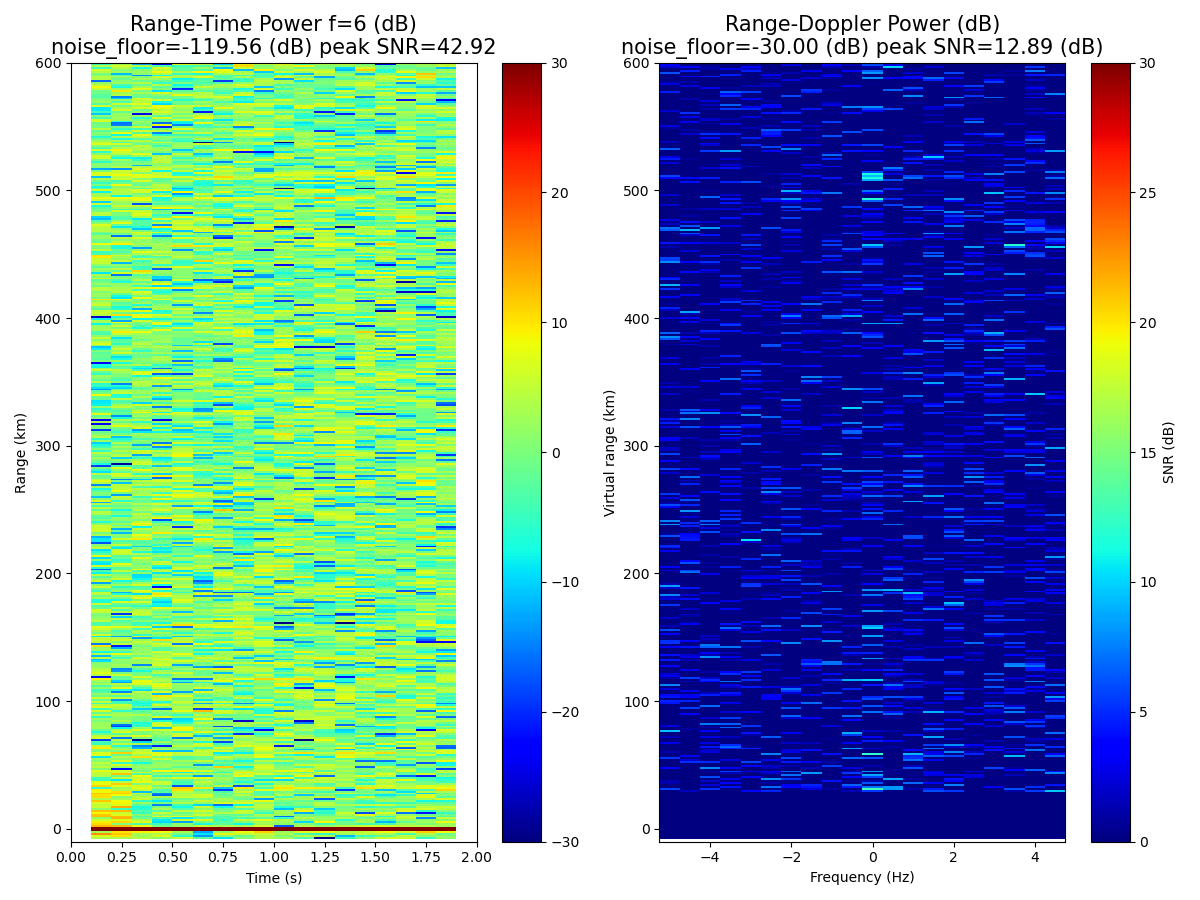 Range-Time Power f=6 (dB)
noise_floor=-119.56 (dB) peak SNR=42.92
Range (km)
600
500
400
300
200
100
0
0.00 0.25 0.50 0.75 1.00 1.25 1.50 1.75 2.00
Time (s)
30
20
10
0
−10
−20
−30
Range-Doppler Power (dB)
noise_floor=-30.00 (dB) peak SNR=12.89 (dB)
Virtual range (km)
600
500
400
300
200
100
0
−4 −2 0 2 4
Frequency (Hz)
30
25
20
15
10
5
0
SNR (dB)